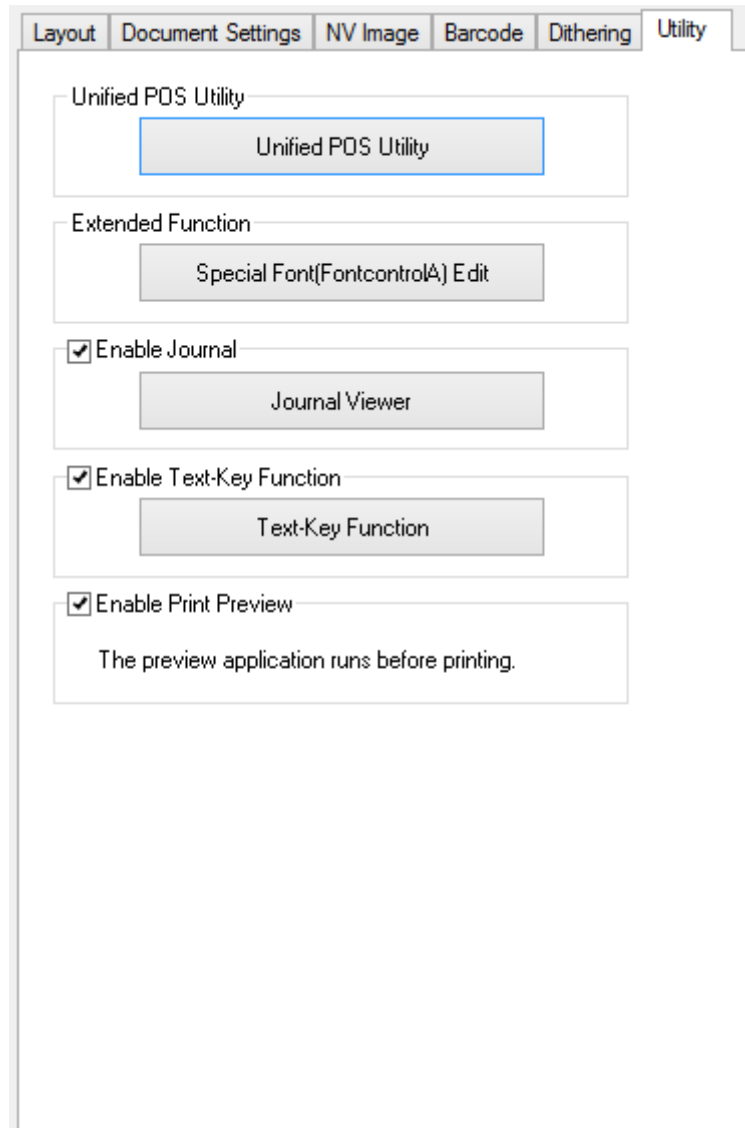 Layout Document Settings NV Image Barcode Dithering Utility
Unified POS Utility
Unified POS Utility
Extended Function
Special Font(FontcontrolA) Edit
Enable Journal
Journal Viewer
Enable Text-Key Function
Text-Key Function
Enable Print Preview
The preview application runs before printing.